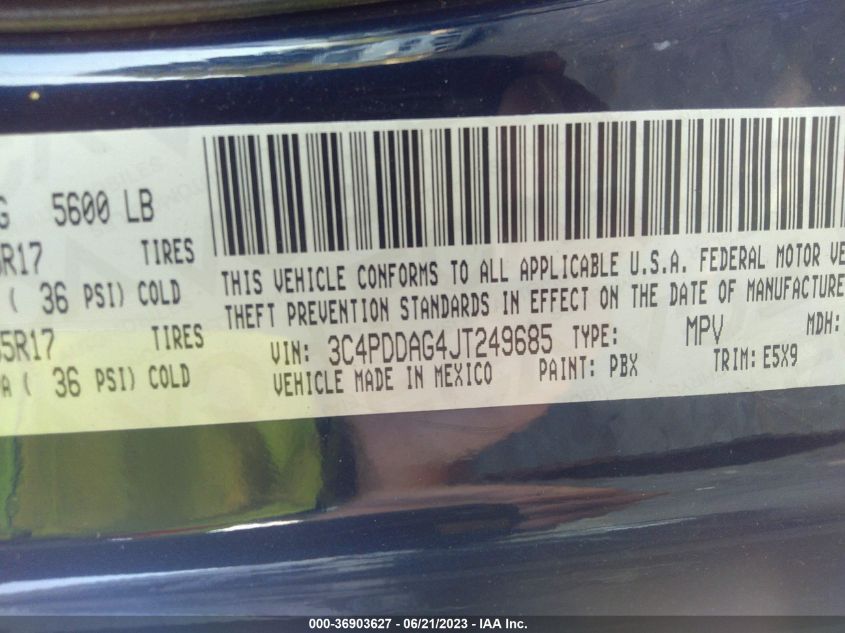 G 5600 LB
5R17 TIRES
( 36 PSI) COLD
55R17 TIRES
PA ( 36 PSI) COLD
THIS VEHICLE CONFORMS TO ALL APPLICABLE U.S.A. FEDERAL MOTOR VE
THEFT PREVENTION STANDARDS IN EFFECT ON THE DATE OF MANUFACTURE
VIN: 3C4PDDAG4JT249685 TYPE: MPV MDH:
VEHICLE MADE IN MEXICO PAINT: PBX TRIM: E5X9
000-36903627 - 06/21/2023 - IAA Inc.